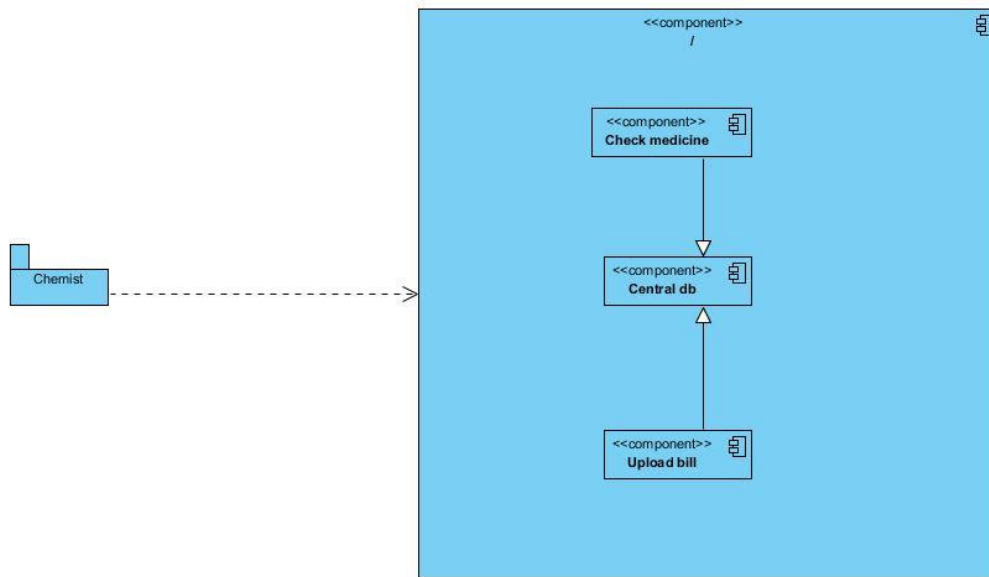 <<component>>
/
<<component>>
Check medicine
Chemist
<<component>>
Central db
<<component>>
Upload bill